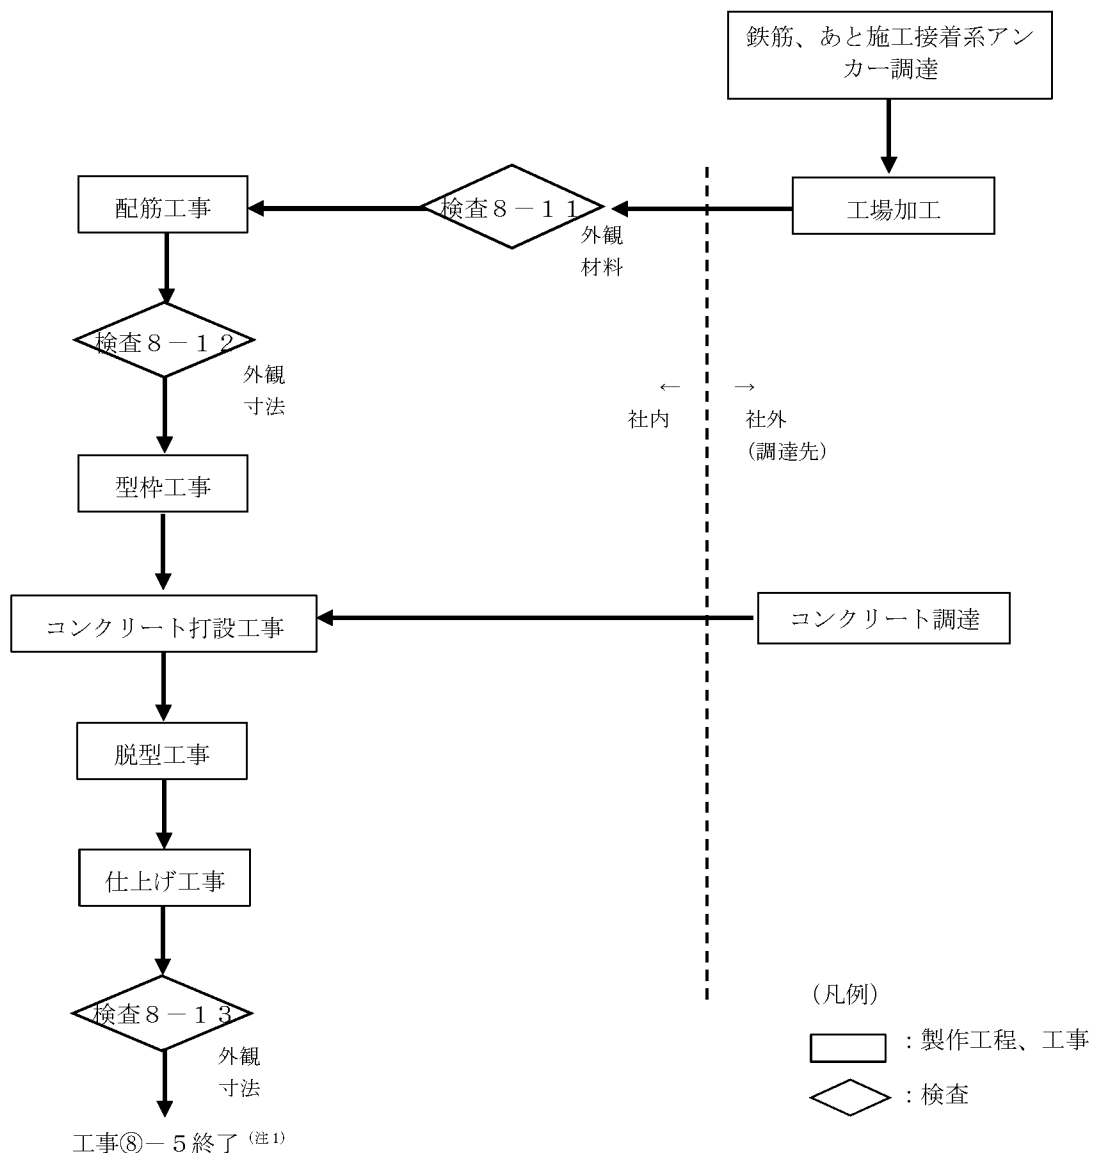 鉄筋、あと施工接着系アン
カー調達
工場加工
検査８－１１
外観
材料
配筋工事
検査８－１２
外観
寸法
← →
社内 社外
(調達先)
型枠工事
コンクリート打設工事
コンクリート調達
脱型工事
仕上げ工事
検査８－１３
外観
寸法
工事⑧－５終了（注１）
（凡例）
：製作工程、工事
：検査